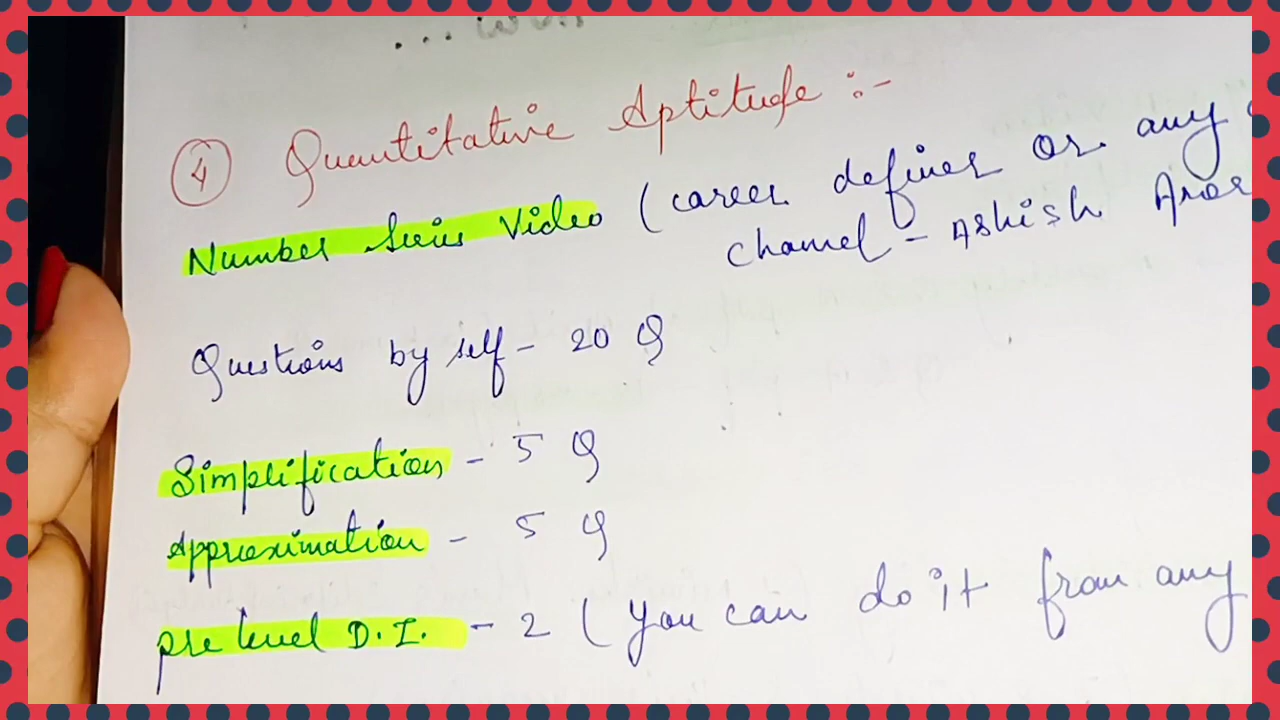 ④ Quantitative Aptitude :-
Number Series Video (career definer or any
channel - Ashish Aror
Questions by self - 20 Q
Simplification - 5 Q
Approximation - 5 Q
pre level D.I. - 2 (You can do it from any